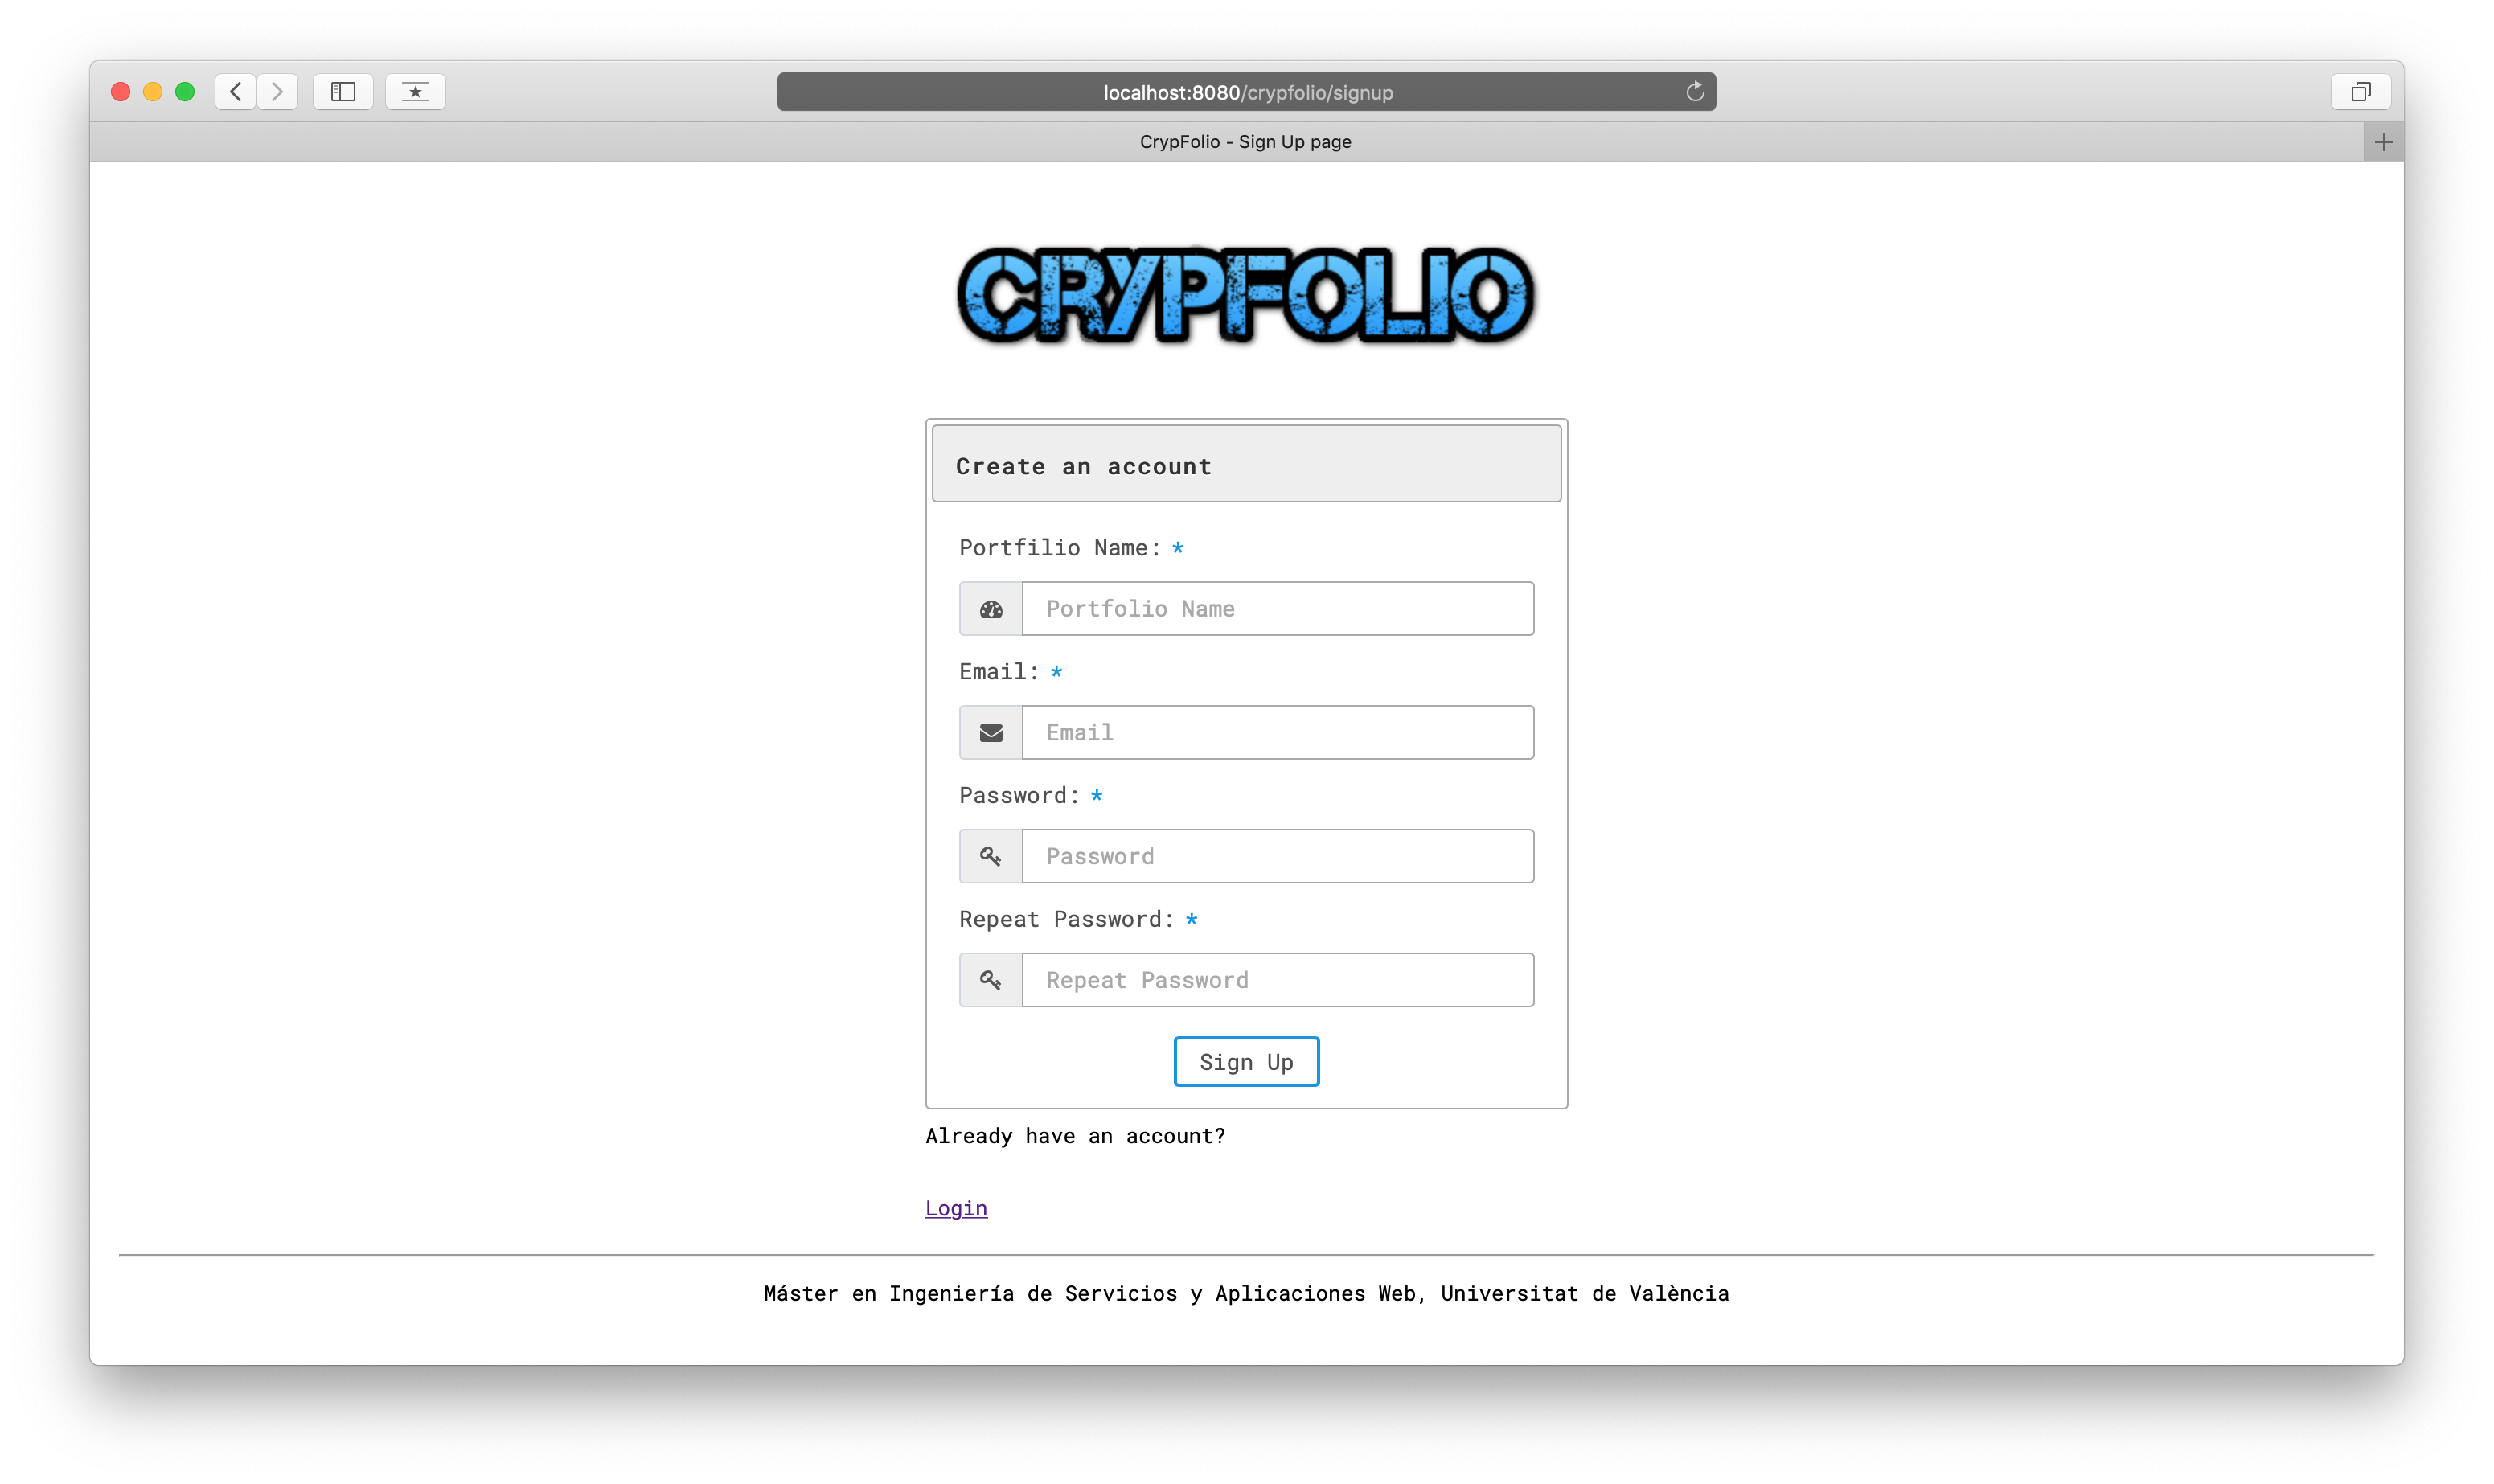 localhost:8080/crypfolio/signup
CrypFolio - Sign Up page
CRYPFOLIO
Create an account
Portfilio Name: *
Portfolio Name
Email: *
Email
Password: *
Password
Repeat Password: *
Repeat Password
Sign Up
Already have an account?
Login
Máster en Ingeniería de Servicios y Aplicaciones Web, Universitat de València